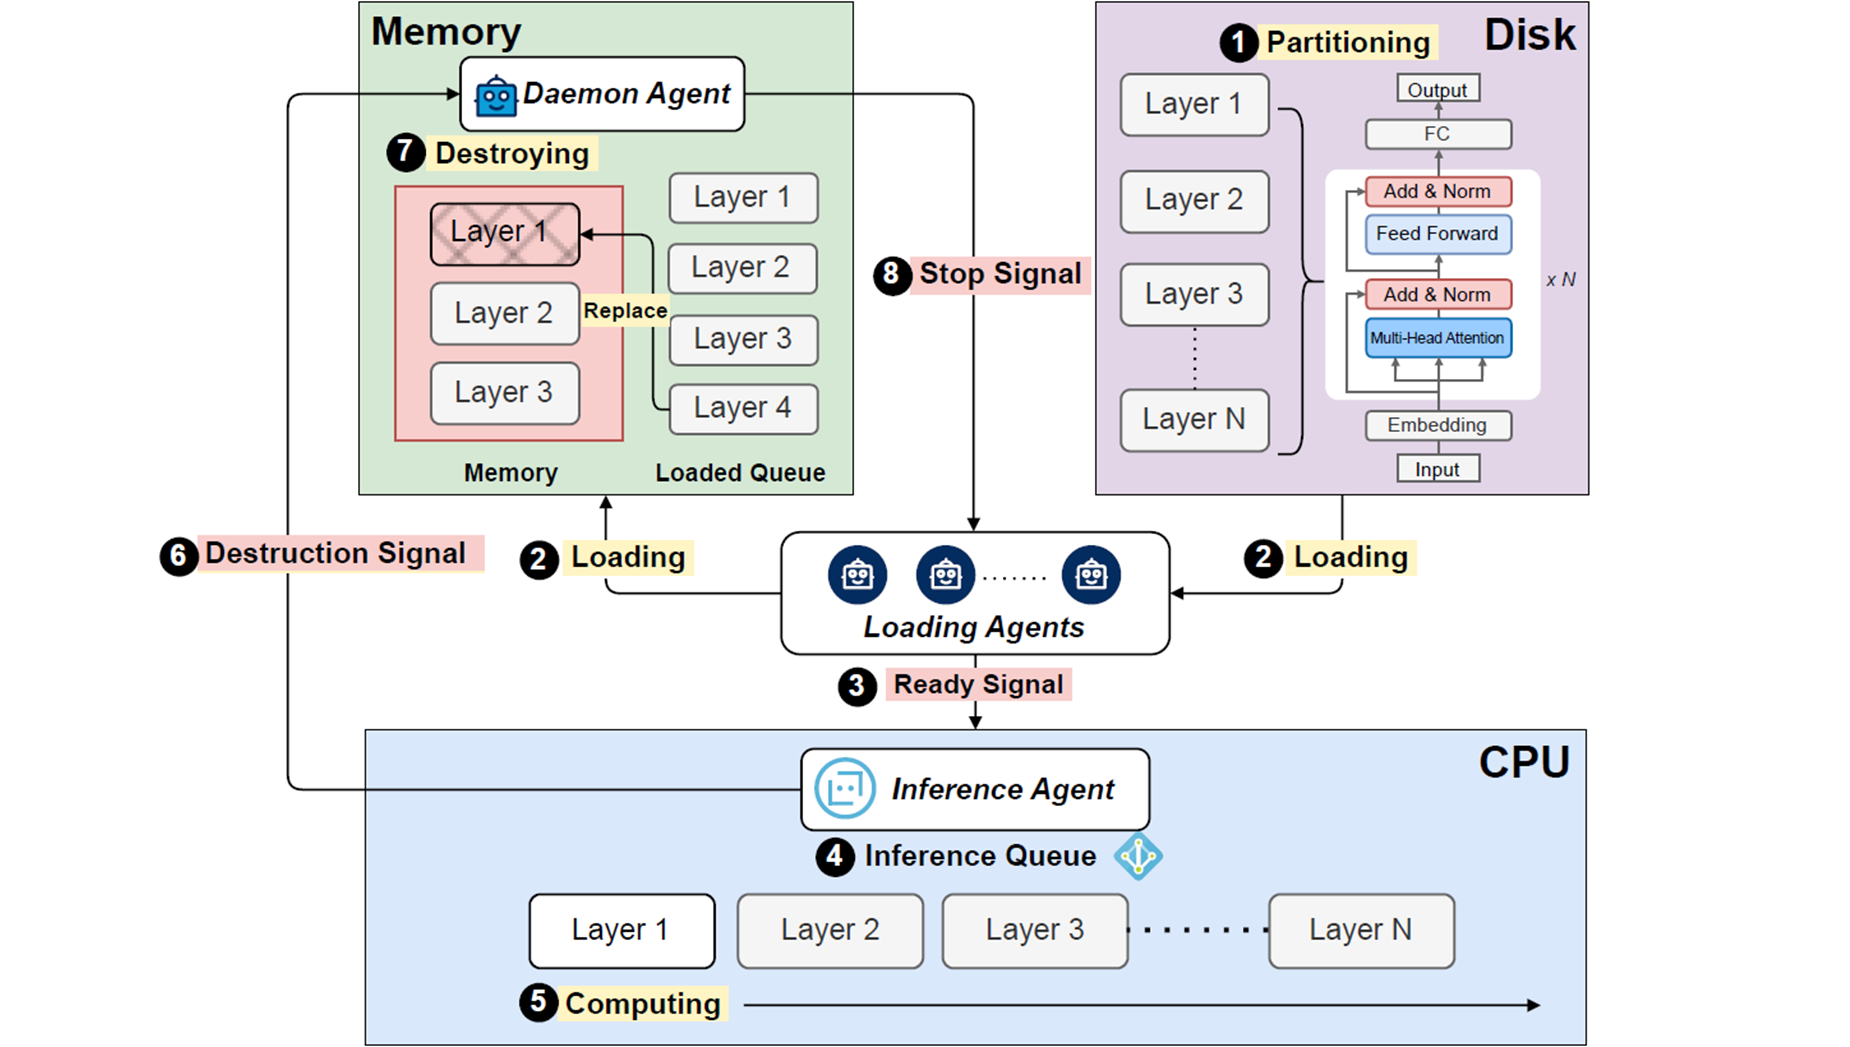 Memory
Daemon Agent
7 Destroying
Layer 1
Layer 2
Layer 3
Replace
Layer 1
Layer 2
Layer 3
Layer 4
Memory
Loaded Queue
8 Stop Signal
1 Partitioning
Disk
Layer 1
Layer 2
Layer 3
Layer N
Output
FC
Add & Norm
Feed Forward
Add & Norm
Multi-Head Attention
x N
Embedding
Input
6 Destruction Signal
2 Loading
2 Loading
Loading Agents
3 Ready Signal
CPU
Inference Agent
4 Inference Queue
Layer 1
Layer 2
Layer 3
Layer N
5 Computing